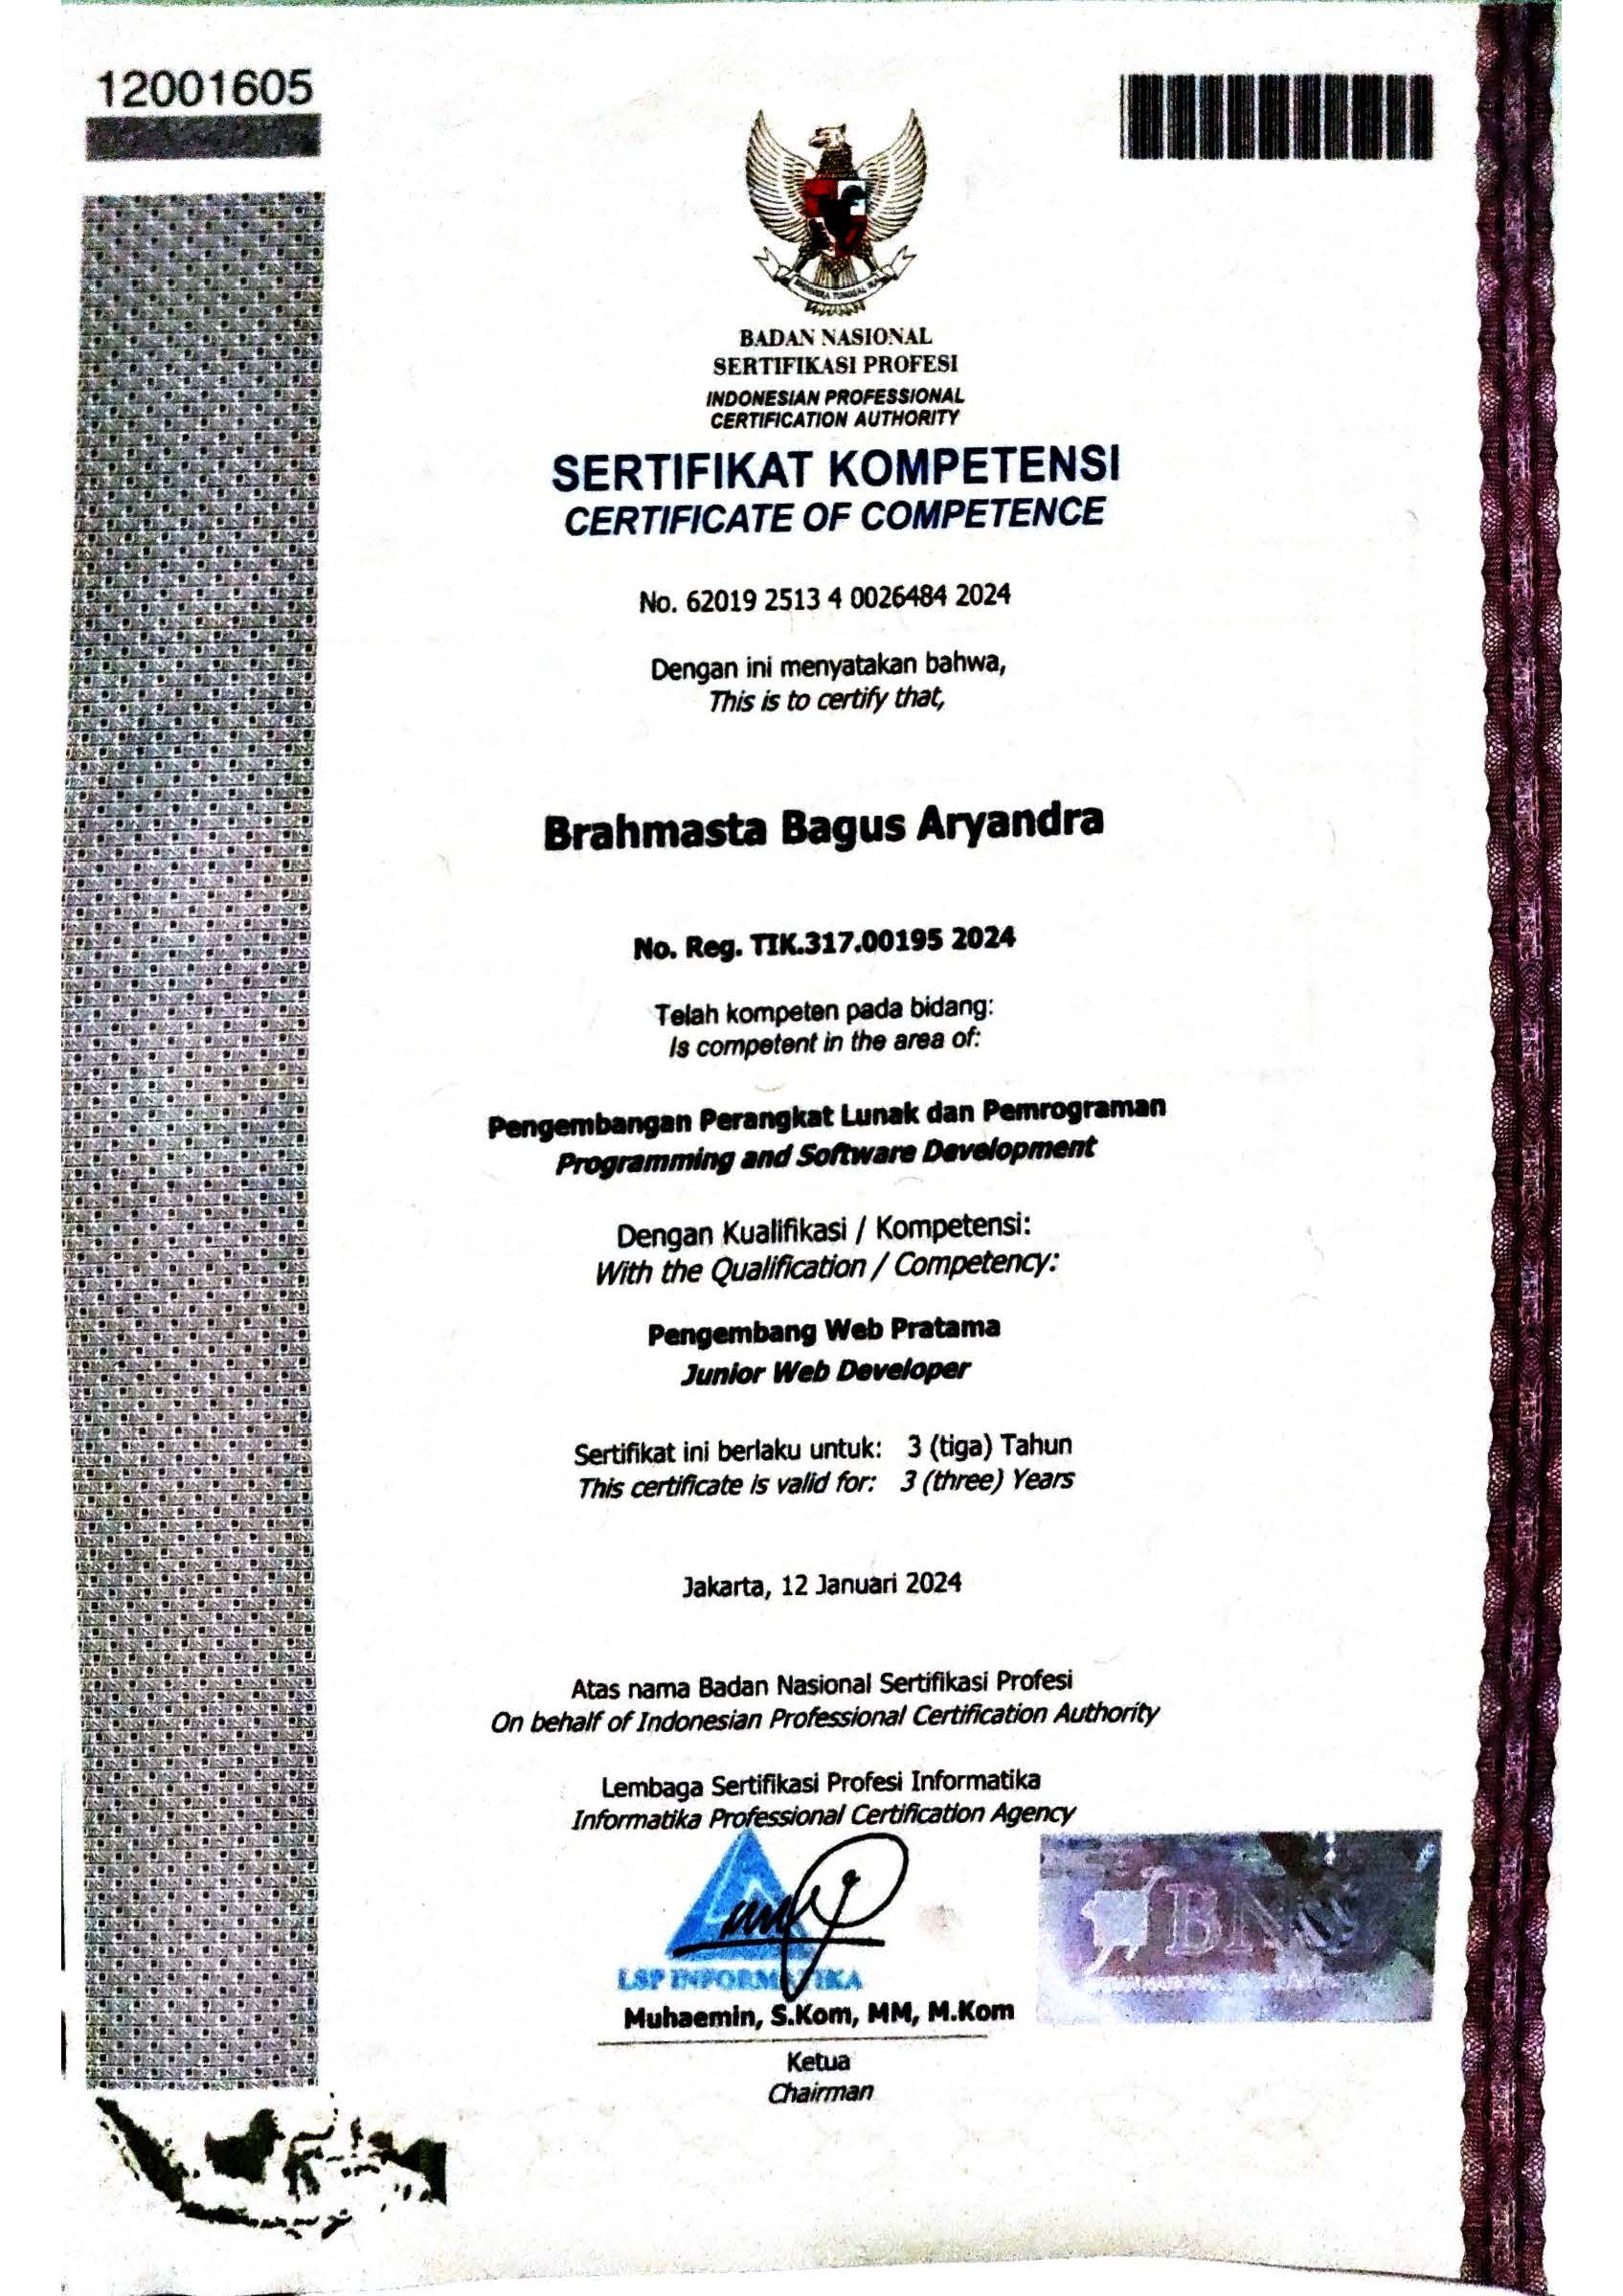 12001605
BADAN NASIONAL
SERTIFIKASI PROFESI
INDONESIAN PROFESSIONAL
CERTIFICATION AUTHORITY
SERTIFIKAT KOMPETENSI
CERTIFICATE OF COMPETENCE
No. 62019 2513 4 0026484 2024
Dengan ini menyatakan bahwa,
This is to certify that,
Brahmasta Bagus Aryandra
No. Reg. TIK.317.00195 2024
Telah kompeten pada bidang:
Is competent in the area of:
Pengembangan Perangkat Lunak dan Pemrograman
Programming and Software Development
Dengan Kualifikasi / Kompetensi:
With the Qualification / Competency:
Pengembang Web Pratama
Junior Web Developer
Sertifikat ini berlaku untuk: 3 (tiga) Tahun
This certificate is valid for: 3 (three) Years
Jakarta, 12 Januari 2024
Atas nama Badan Nasional Sertifikasi Profesi
On behalf of Indonesian Professional Certification Authority
Lembaga Sertifikasi Profesi Informatika
Informatika Professional Certification Agency
LSP INFORMATIKA
Muhaemin, S.Kom, MM, M.Kom
Ketua
Chairman